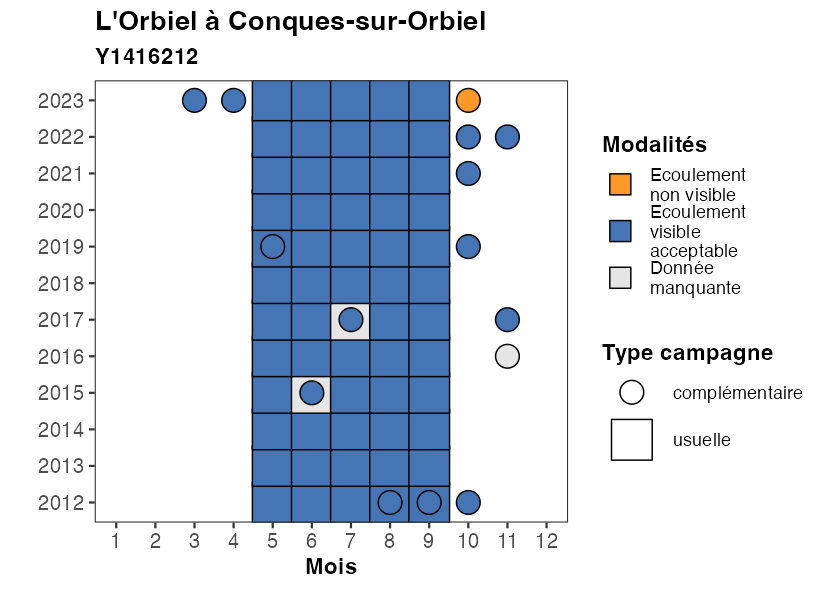 L'Orbiel à Conques-sur-Orbiel
Y1416212
2023
2022
2021
2020
2019
2018
2017
2016
2015
2014
2013
2012
1 2 3 4 5 6 7 8 9 10 11 12
Mois
Modalités
Ecoulement
non visible
Ecoulement
visible
acceptable
Donnée
manquante
Type campagne
complémentaire
usuelle